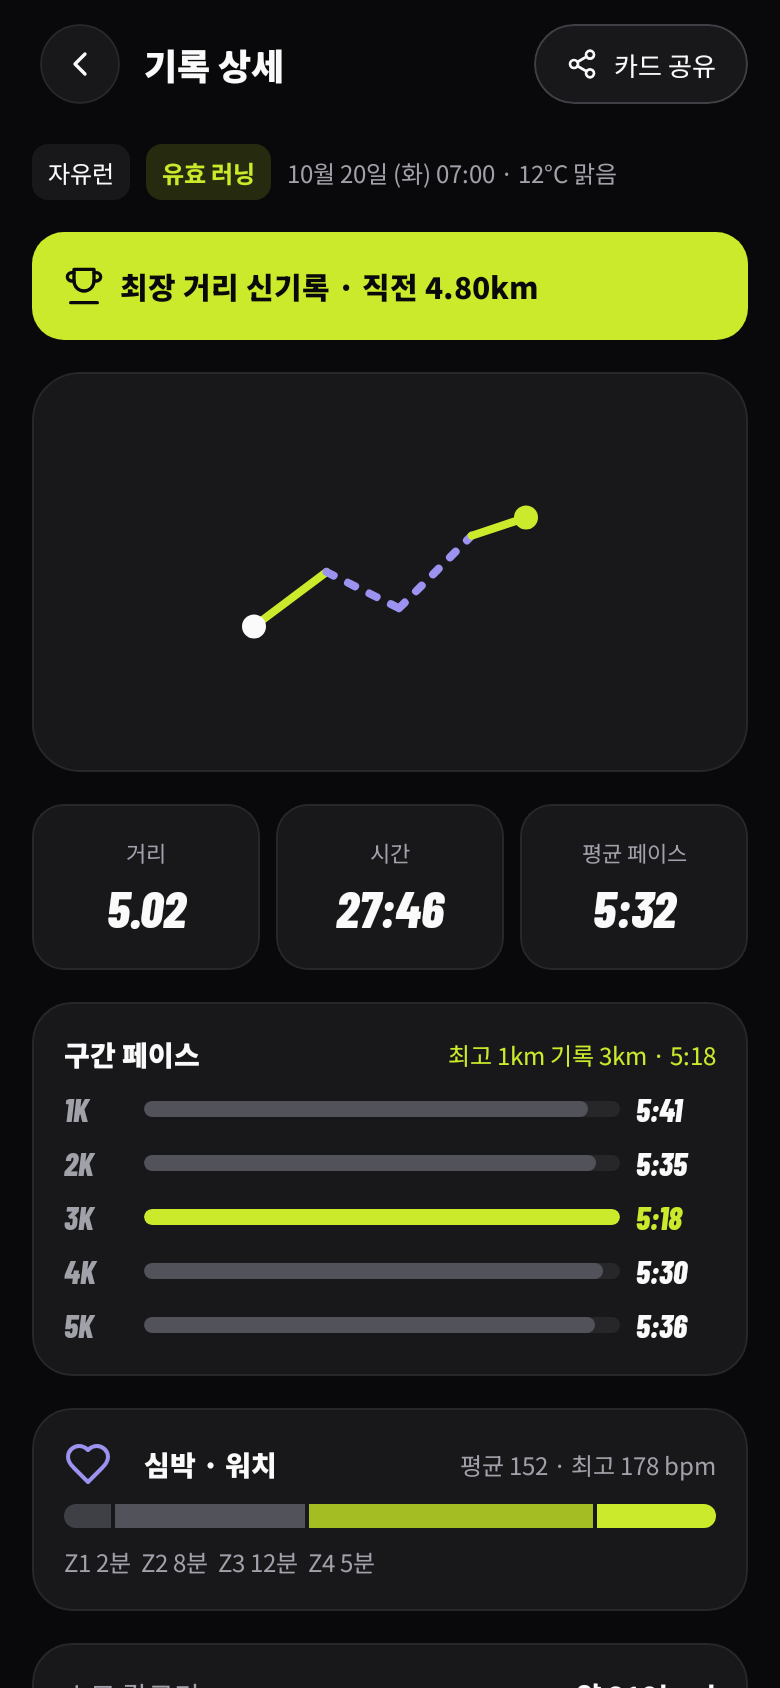 기록 상세
카드 공유
자유런
유효 러닝
10월 20일 (화) 07:00 · 12°C 맑음
최장 거리 신기록 · 직전 4.80km
거리
5.02
시간
27:46
평균 페이스
5:32
구간 페이스
최고 1km 기록 3km · 5:18
1K 5:41
2K 5:35
3K 5:18
4K 5:30
5K 5:36
심박 · 워치
평균 152 · 최고 178 bpm
Z1 2분 Z2 8분 Z3 12분 Z4 5분